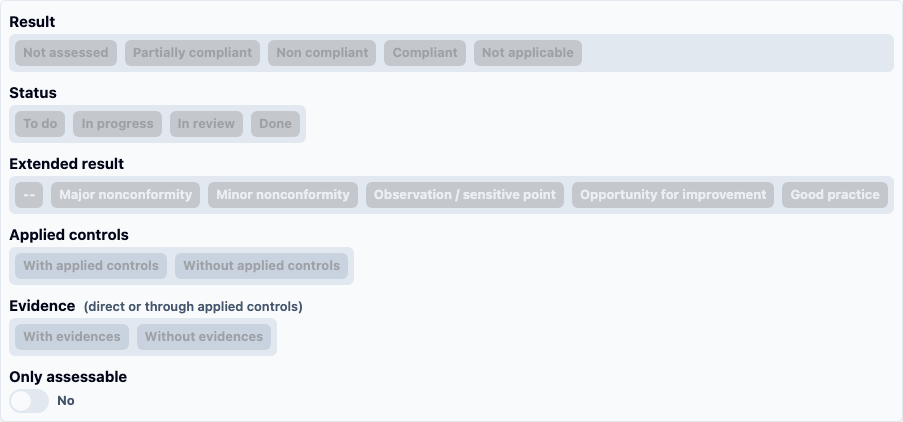 Result
Not assessed Partially compliant Non compliant Compliant Not applicable
Status
To do In progress In review Done
Extended result
-- Major nonconformity Minor nonconformity Observation / sensitive point Opportunity for improvement Good practice
Applied controls
With applied controls Without applied controls
Evidence (direct or through applied controls)
With evidences Without evidences
Only assessable
No